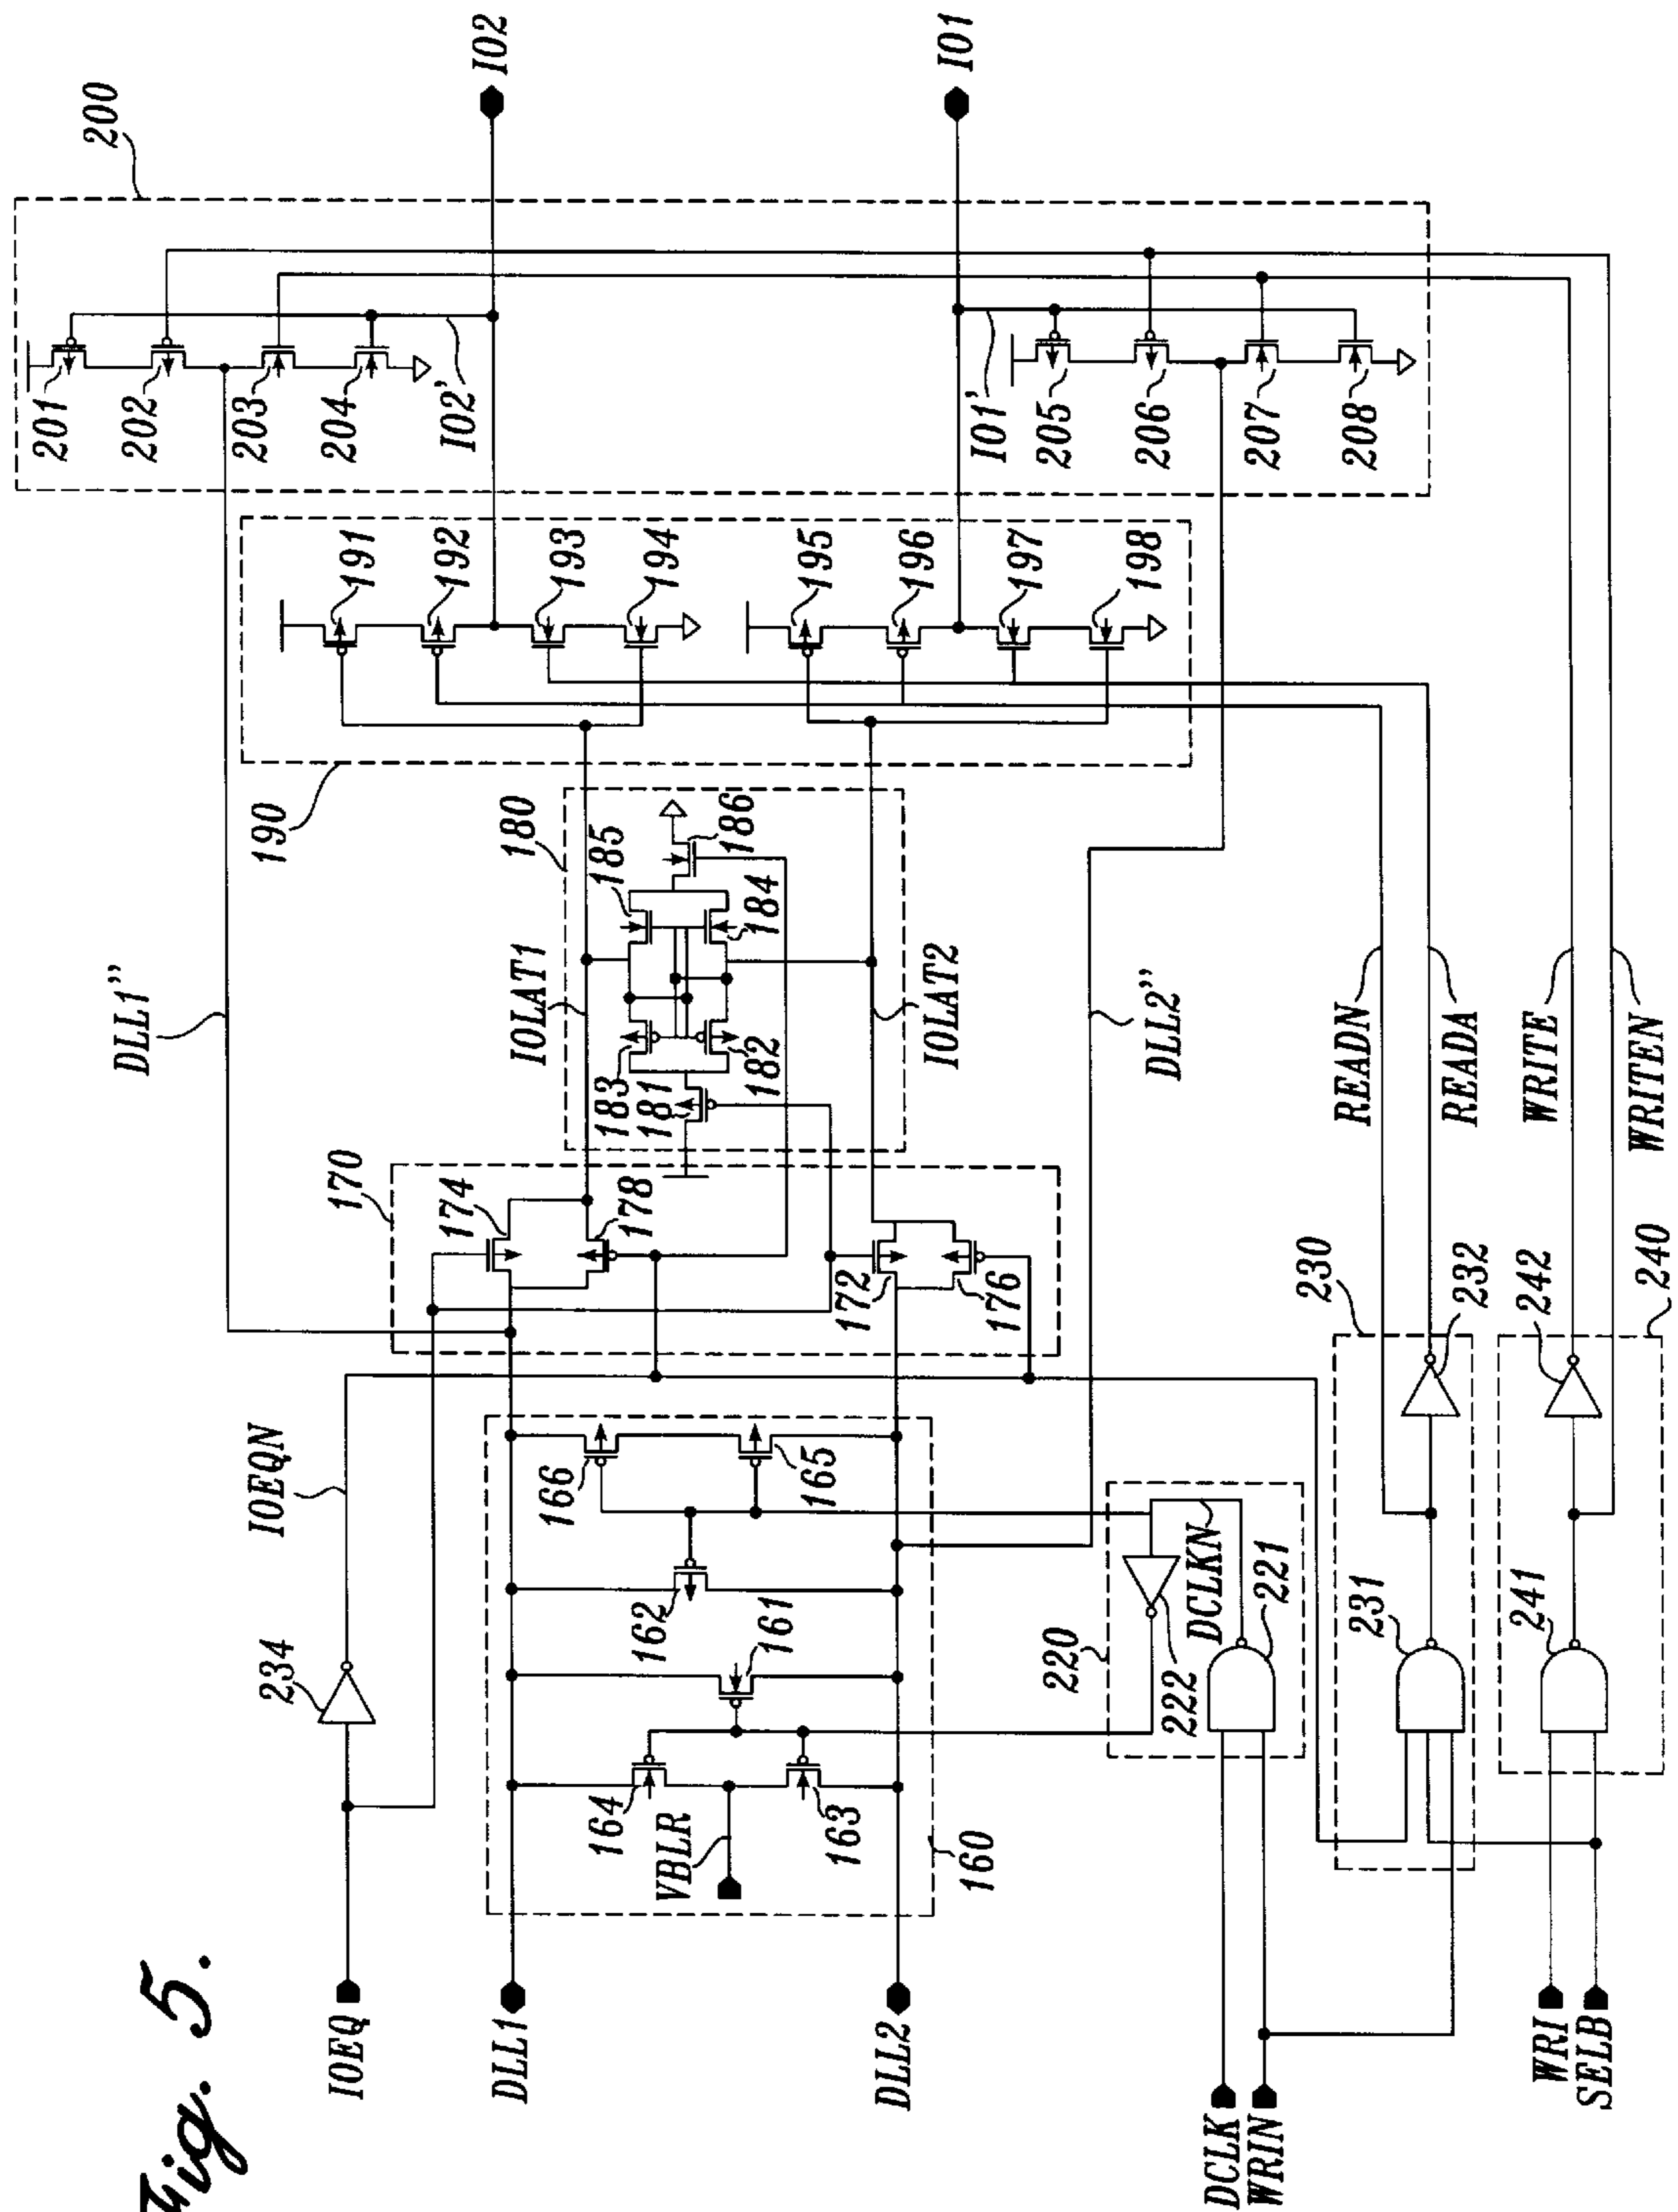 Fig. 5.
200
IO2
IO1
201
202
203
204
IO2'
IO1'
205
206
207
208
191
192
193
194
195
196
197
198
190
DLL1"
180
185
186
184
IOLAT1
183
181
182
IOLAT2
DLL2"
READN
READA
WRITE
WRITEN
170
174
178
172
176
230
232
242
240
IOEQN
234
166
165
162
161
164
163
VBLR
160
220
222
DCLKN
221
231
241
IOEQ
DLL1
DLL2
DCLK
WRIN
WRI
SELB